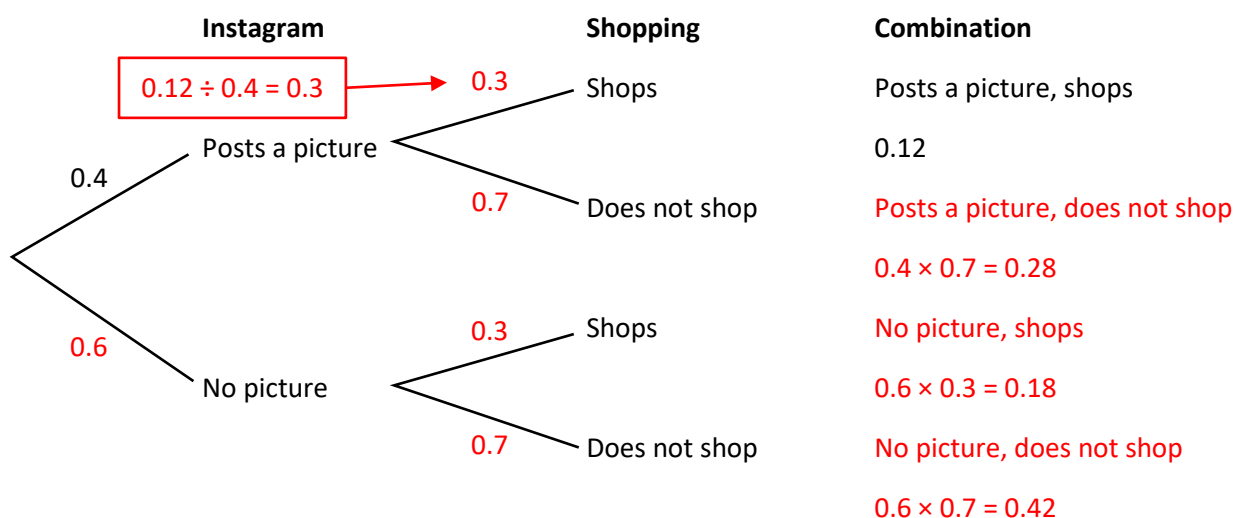 Instagram Shopping Combination
0.12 ÷ 0.4 = 0.3 0.3 Shops Posts a picture, shops
Posts a picture 0.12
0.4
0.7 Does not shop Posts a picture, does not shop
0.4 × 0.7 = 0.28
0.3 Shops No picture, shops
0.6
No picture 0.6 × 0.3 = 0.18
0.7 Does not shop No picture, does not shop
0.6 × 0.7 = 0.42